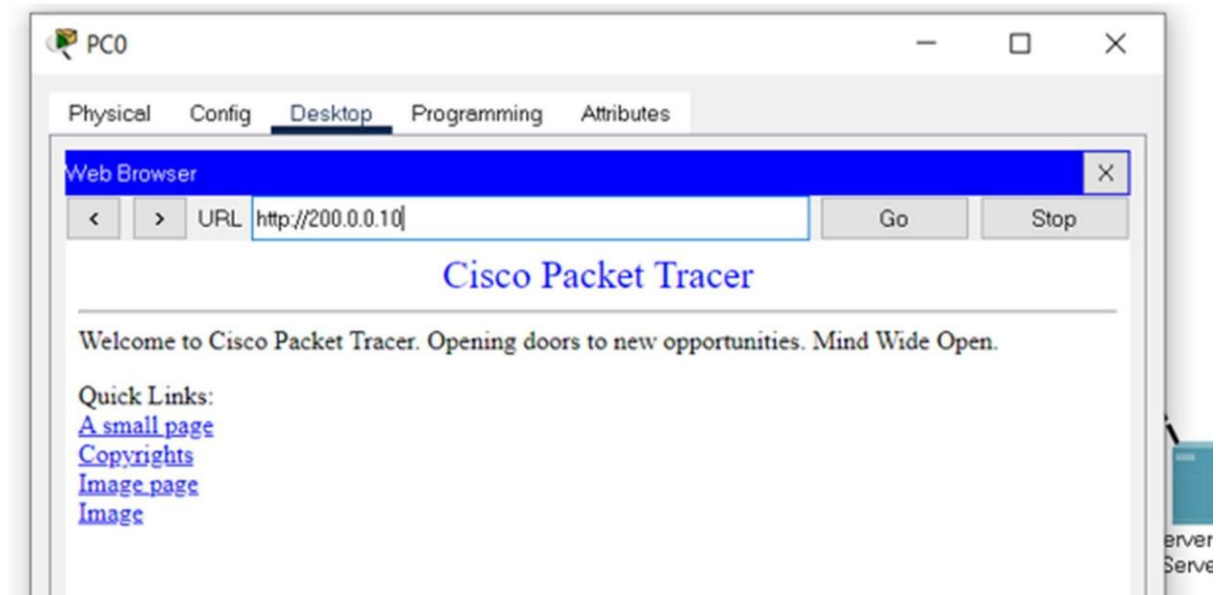 PC0
Physical Config Desktop Programming Attributes
Web Browser X
< > URL http://200.0.0.10 Go Stop
Cisco Packet Tracer
Welcome to Cisco Packet Tracer. Opening doors to new opportunities. Mind Wide Open.
Quick Links:
A small page
Copyrights
Image page
Image
erver
Serve